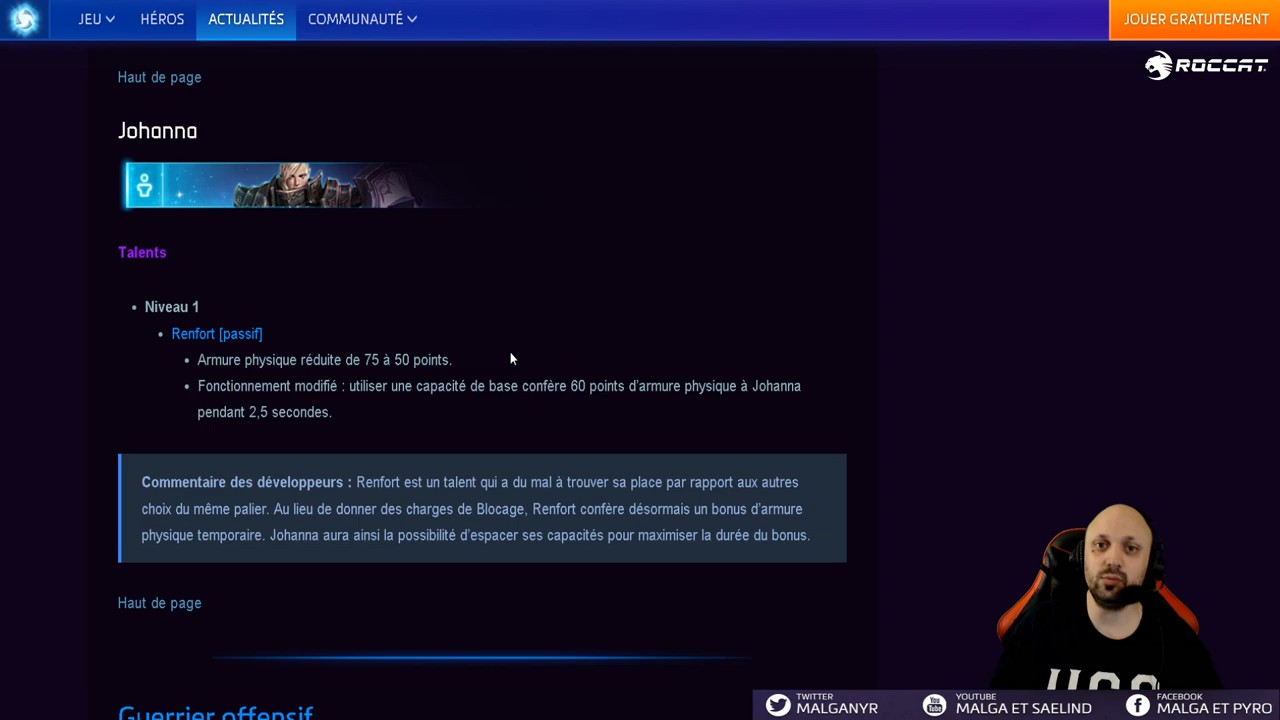 JEU HÉROS ACTUALITÉS COMMUNAUTÉ JOUER GRATUITEMENT
ROCCAT
Haut de page
Johanna
Talents
• Niveau 1
• Renfort [passif]
• Armure physique réduite de 75 à 50 points.
• Fonctionnement modifié : utiliser une capacité de base confère 60 points d'armure physique à Johanna
pendant 2,5 secondes.
Commentaire des développeurs : Renfort est un talent qui a du mal à trouver sa place par rapport aux autres
choix du même palier. Au lieu de donner des charges de Blocage, Renfort confère désormais un bonus d'armure
physique temporaire. Johanna aura ainsi la possibilité d'espacer ses capacités pour maximiser la durée du bonus.
Haut de page
Guerrier offensif
TWITTER
MALGANYR
YOUTUBE
MALGA ET SAELIND
FACEBOOK
MALGA ET PYRO